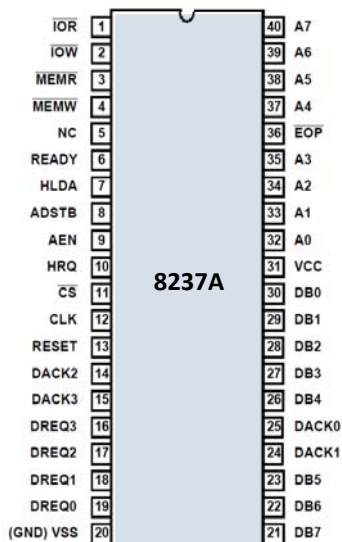 IOR 1 40 A7
IOW 2 39 A6
MEMR 3 38 A5
MEMW 4 37 A4
NC 5 36 EOP
READY 6 35 A3
HLDA 7 34 A2
ADSTB 8 33 A1
AEN 9 32 A0
HRQ 10 31 VCC
8237A
CS 11 30 DB0
CLK 12 29 DB1
RESET 13 28 DB2
DACK2 14 27 DB3
DACK3 15 26 DB4
DREQ3 16 25 DACK0
DREQ2 17 24 DACK1
DREQ1 18 23 DB5
DREQ0 19 22 DB6
(GND) VSS 20 21 DB7